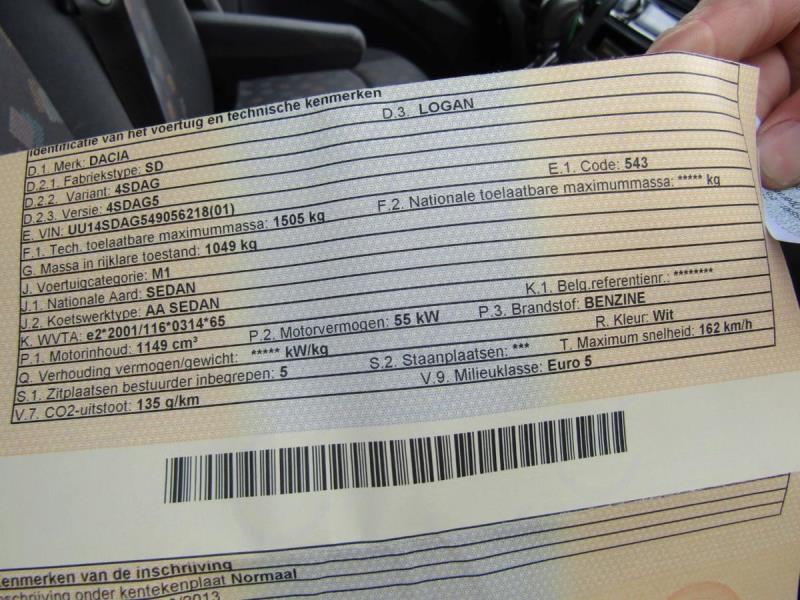 Identificatie van het voertuig en technische kenmerken
D.1. Merk: DACIA D.3. LOGAN
D.2.1. Fabriekstype: SD
D.2.2. Variant: 4SDAG
D.2.3. Versie: 4SDAG5 E.1. Code: 543
E. VIN: UU14SDAG549056218(01)
F.1. Tech. toelaatbare maximummassa: 1505 kg F.2. Nationale toelaatbare maximummassa: ***** kg
G. Massa in rijklare toestand: 1049 kg
J. Voertuigcategorie: M1
J.1. Nationale Aard: SEDAN
J.2. Koetswerktype: AA SEDAN K.1. Belg.referentienr.: ********
K. WVTA: e2*2001/116*0314*65
P.1. Motorinhoud: 1149 cm³ P.2. Motorvermogen: 55 kW P.3. Brandstof: BENZINE
Q. Verhouding vermogen/gewicht: ***** kW/kg R. Kleur: Wit
S.1. Zitplaatsen bestuurder inbegrepen: 5 S.2. Staanplaatsen: *** T. Maximum snelheid: 162 km/h
V.7. CO2-uitstoot: 135 g/km V.9. Milieuklasse: Euro 5
enmerken van de inschrijving
schrijving onder kentekenplaat Normaal
/2013